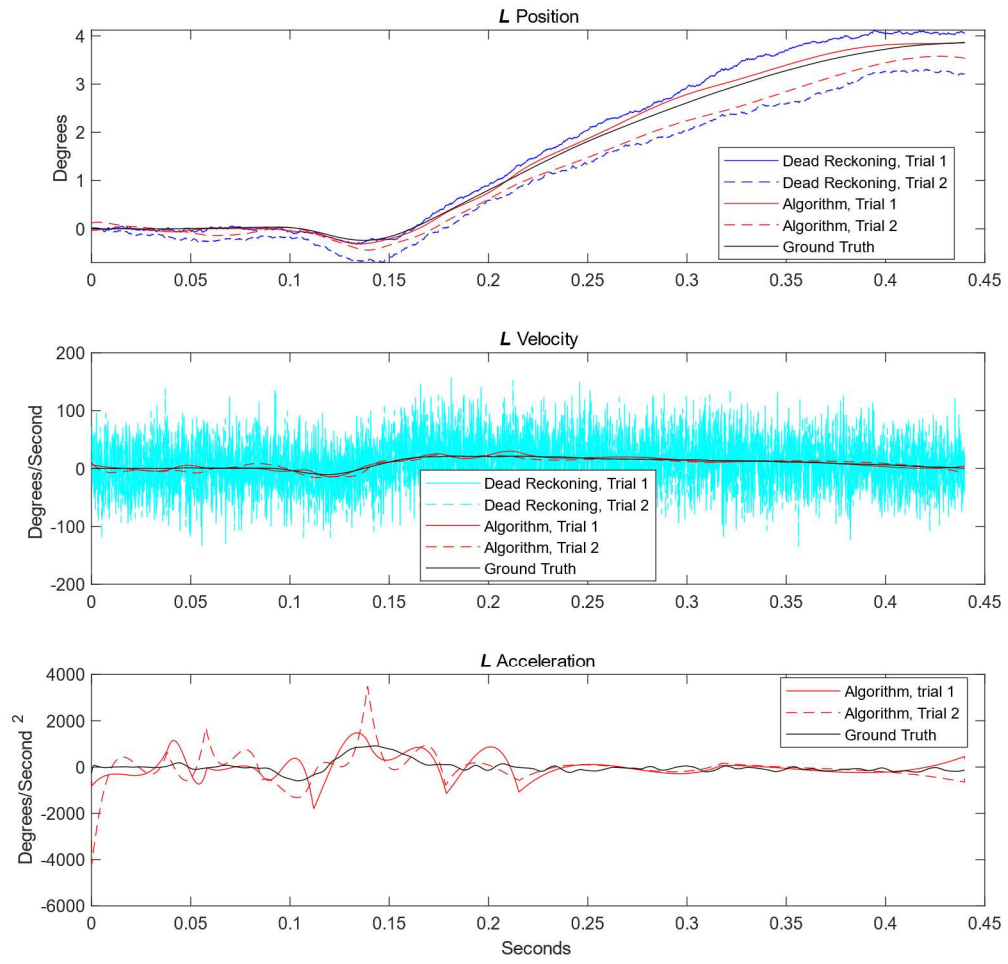 L Position
4
3
2
1
0
Degrees
Dead Reckoning, Trial 1
Dead Reckoning, Trial 2
Algorithm, Trial 1
Algorithm, Trial 2
Ground Truth
0 0.05 0.1 0.15 0.2 0.25 0.3 0.35 0.4 0.45
L Velocity
200
100
0
-100
-200
Degrees/Second
Dead Reckoning, Trial 1
Dead Reckoning, Trial 2
Algorithm, Trial 1
Algorithm, Trial 2
Ground Truth
0 0.05 0.1 0.15 0.2 0.25 0.3 0.35 0.4 0.45
L Acceleration
4000
2000
0
-2000
-4000
-6000
Degrees/Second 2
Algorithm, trial 1
Algorithm, Trial 2
Ground Truth
0 0.05 0.1 0.15 0.2 0.25 0.3 0.35 0.4 0.45
Seconds